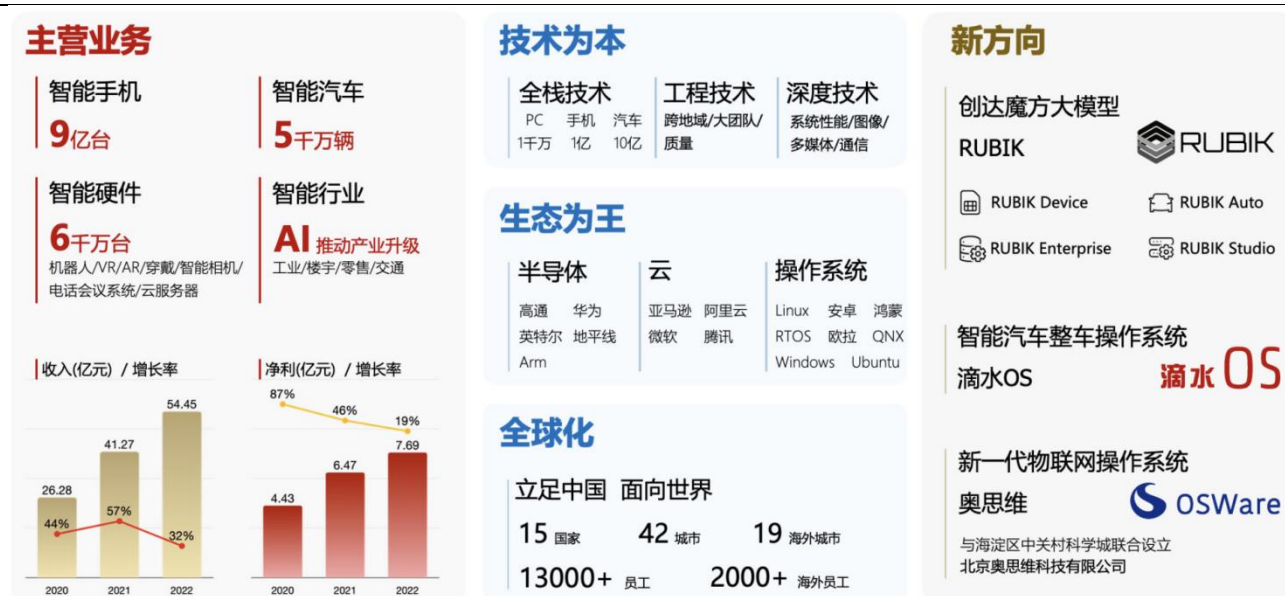 主营业务
智能手机
9亿台
智能汽车
5千万辆
智能硬件
6千万台
机器人/VR/AR/穿戴/智能相机/
电话会议系统/云服务器
智能行业
AI 推动产业升级
工业/楼宇/零售/交通
收入(亿元) / 增长率
54.45
41.27
26.28
44%
57%
32%
2020 2021 2022
净利(亿元) / 增长率
87%
46%
19%
7.69
6.47
4.43
2020 2021 2022
技术为本
全栈技术
PC 手机 汽车
1千万 1亿 10亿
工程技术
跨地域/大团队/
质量
深度技术
系统性能/图像/
多媒体/通信
生态为王
半导体
高通 华为
英特尔 地平线
Arm
云
亚马逊 阿里云
微软 腾讯
操作系统
Linux 安卓 鸿蒙
RTOS 欧拉 QNX
Windows Ubuntu
全球化
立足中国 面向世界
15 国家 42 城市 19 海外城市
13000+ 员工 2000+ 海外员工
新方向
创达魔方大模型
RUBIK
RUBIK
RUBIK Device RUBIK Auto
RUBIK Enterprise RUBIK Studio
智能汽车整车操作系统
滴水OS
滴水OS
新一代物联网操作系统
奥思维
OSWare
与海淀区中关村科学城联合设立
北京奥思维科技有限公司